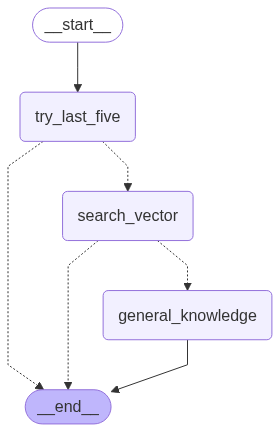 __start__
try_last_five
search_vector
general_knowledge
__end__